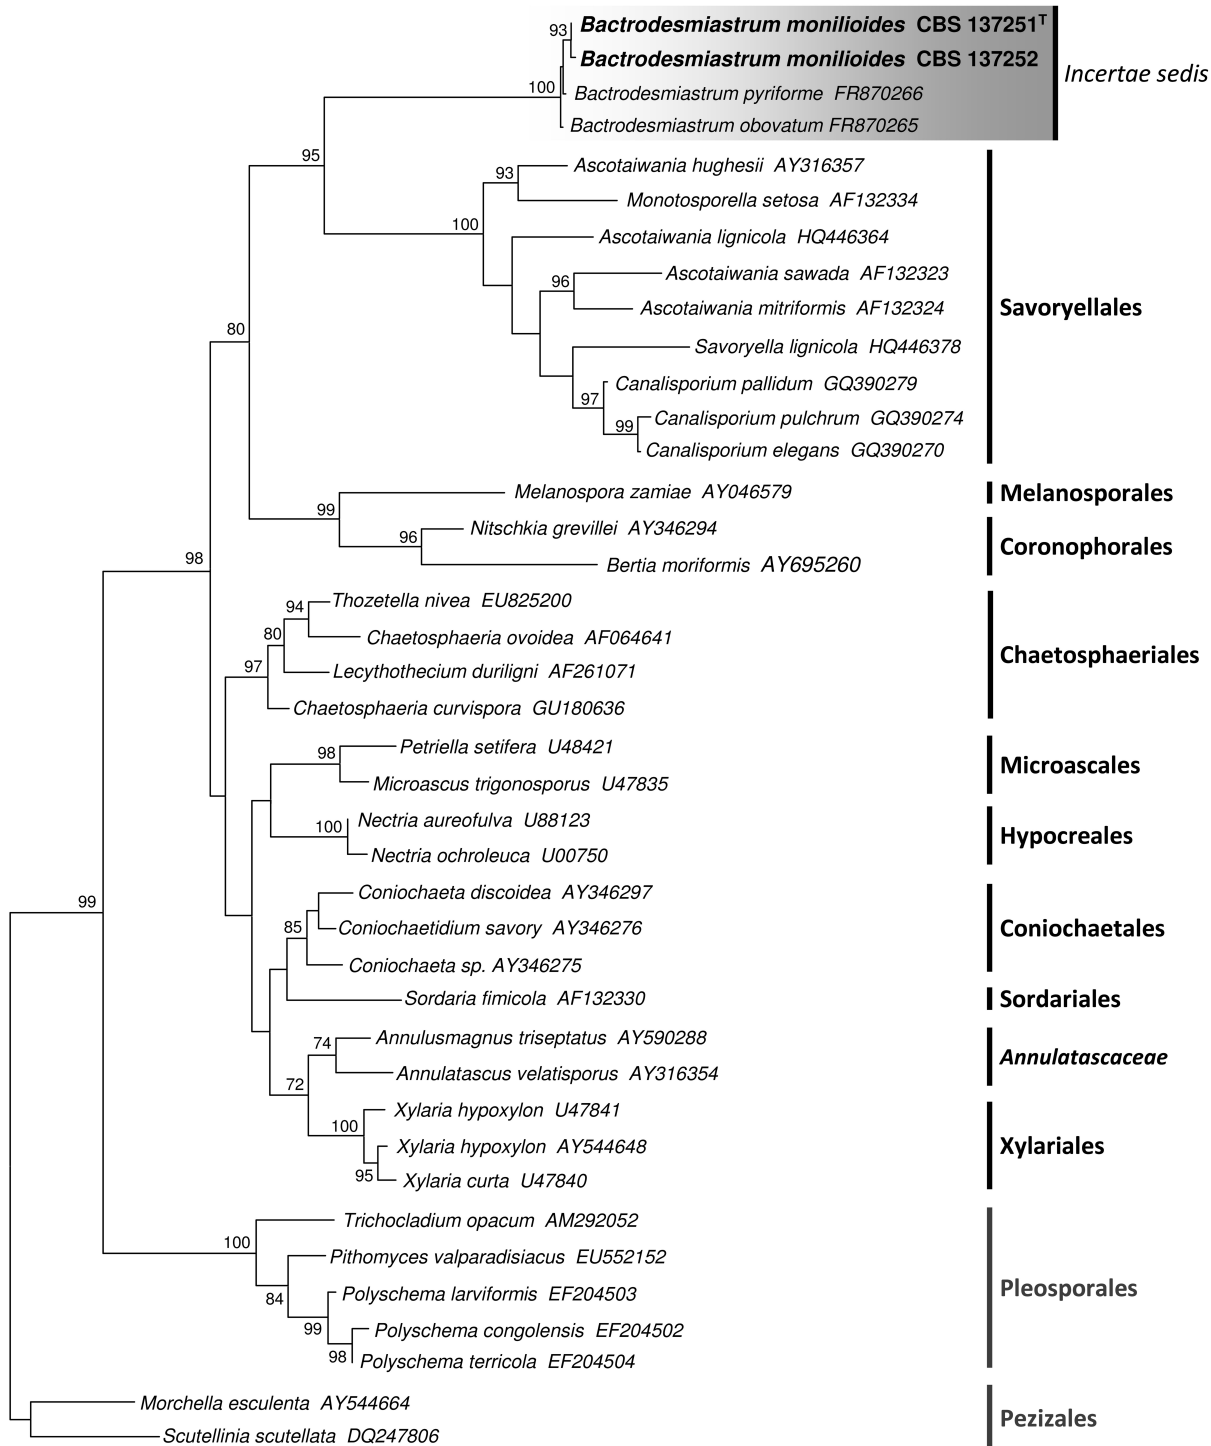 93 Bactrodesmiastrum monilioides CBS 137251T
Bactrodesmiastrum monilioides CBS 137252
Incertae sedis
100 Bactrodesmiastrum pyriforme FR870266
Bactrodesmiastrum obovatum FR870265
95
93 Ascotaiwania hughesii AY316357
Monotosporella setosa AF132334
100
Ascotaiwania lignicola HQ446364
Ascotaiwania sawada AF132323
96
Ascotaiwania mitriformis AF132324
Savoryellales
80
Savoryella lignicola HQ446378
Canalisporium pallidum GQ390279
97
Canalisporium pulchrum GQ390274
99
Canalisporium elegans GQ390270
Melanospora zamiae AY046579
Melanosporales
99
Nitschkia grevillei AY346294
96
Coronophorales
98
Bertia moriformis AY695260
94 Thozetella nivea EU825200
80 Chaetosphaeria ovoidea AF064641
Chaetosphaeriales
97 Lecythothecium duriligni AF261071
Chaetosphaeria curvispora GU180636
98 Petriella setifera U48421
Microascales
Microascus trigonosporus U47835
Nectria aureofulva U88123
100
Hypocreales
Nectria ochroleuca U00750
Coniochaeta discoidea AY346297
99
85 Coniochaetidium savory AY346276
Coniochaetales
Coniochaeta sp. AY346275
Sordaria fimicola AF132330
Sordariales
74 Annulusmagnus triseptatus AY590288
Annulatascaceae
72 Annulatascus velatisporus AY316354
Xylaria hypoxylon U47841
100
Xylaria hypoxylon AY544648
Xylariales
95 Xylaria curta U47840
Trichocladium opacum AM292052
100
Pithomyces valparadisiacus EU552152
Pleosporales
84 Polyschema larviformis EF204503
99 Polyschema congolensis EF204502
98 Polyschema terricola EF204504
Morchella esculenta AY544664
Pezizales
Scutellinia scutellata DQ247806